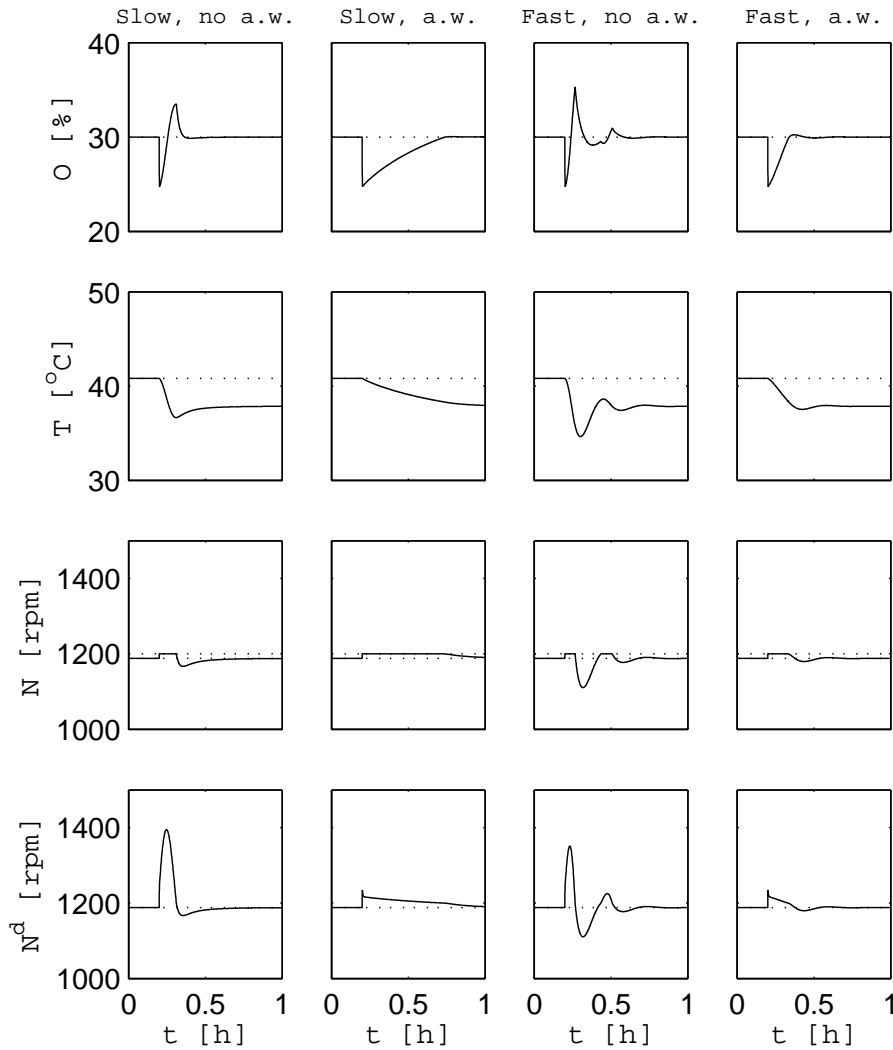 Slow, no a.w. Slow, a.w. Fast, no a.w. Fast, a.w.
40
30
20
O [%]
50
40
30
T [°C]
1400
1200
1000
N [rpm]
1400
1200
1000
Nᵈ [rpm]
0 0.5 1 0 0.5 1 0 0.5 1 0 0.5 1
t [h] t [h] t [h] t [h]